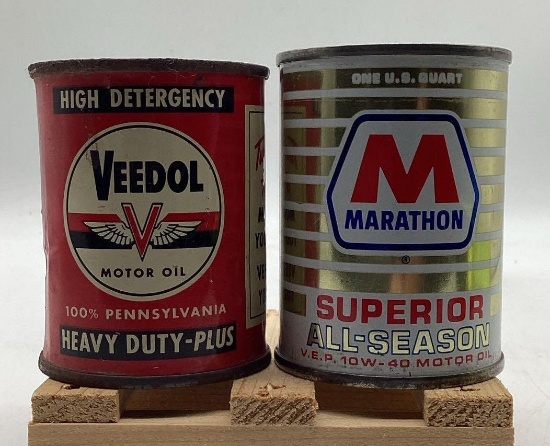 HIGH DETERGENCY
VEEDOL
V
MOTOR OIL
100% PENNSYLVANIA
HEAVY DUTY-PLUS
ONE U.S. QUART
M
MARATHON
®
SUPERIOR
ALL-SEASON
V.E.P. 10W-40 MOTOR OIL